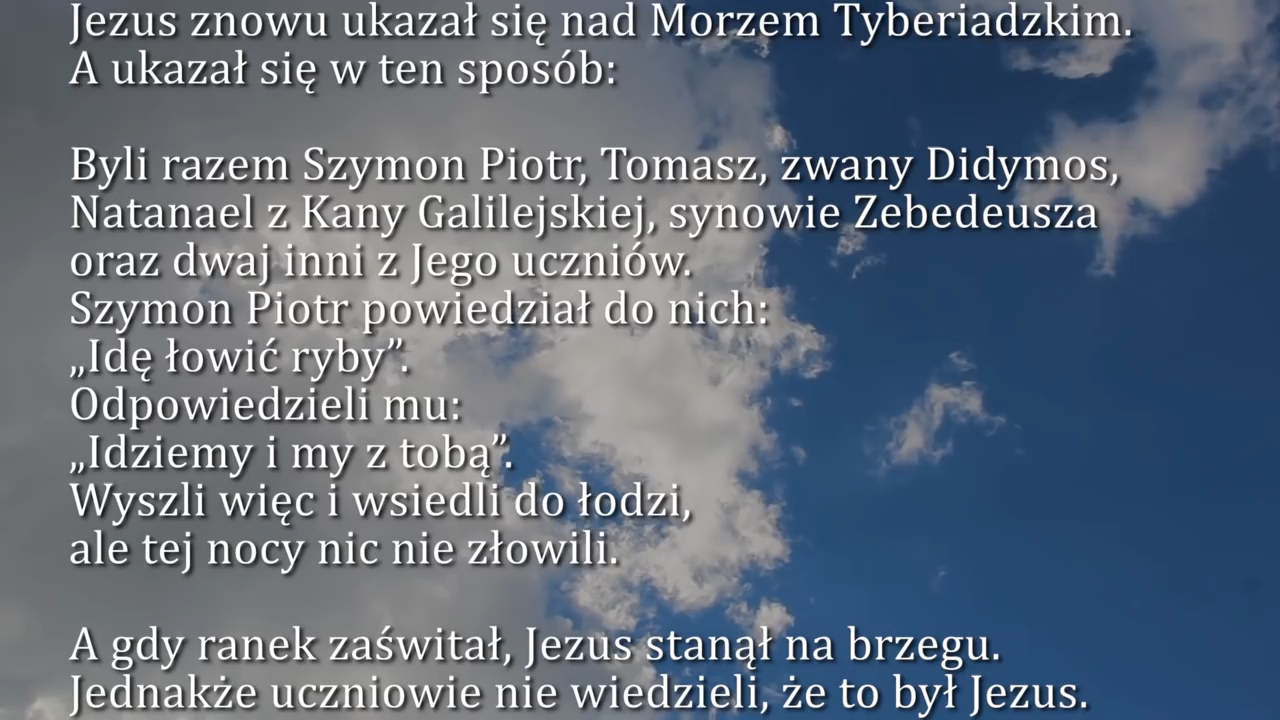 Jezus znowu ukazał się nad Morzem Tyberiadzkim.
A ukazał się w ten sposób:
Byli razem Szymon Piotr, Tomasz, zwany Didymos,
Natanael z Kany Galilejskiej, synowie Zebedeusza
oraz dwaj inni z Jego uczniów.
Szymon Piotr powiedział do nich:
„Idę łowić ryby”.
Odpowiedzieli mu:
„Idziemy i my z tobą”.
Wyszli więc i wsiedli do łodzi,
ale tej nocy nic nie złowili.
A gdy ranek zaświtał, Jezus stanął na brzegu.
Jednakże uczniowie nie wiedzieli, że to był Jezus.